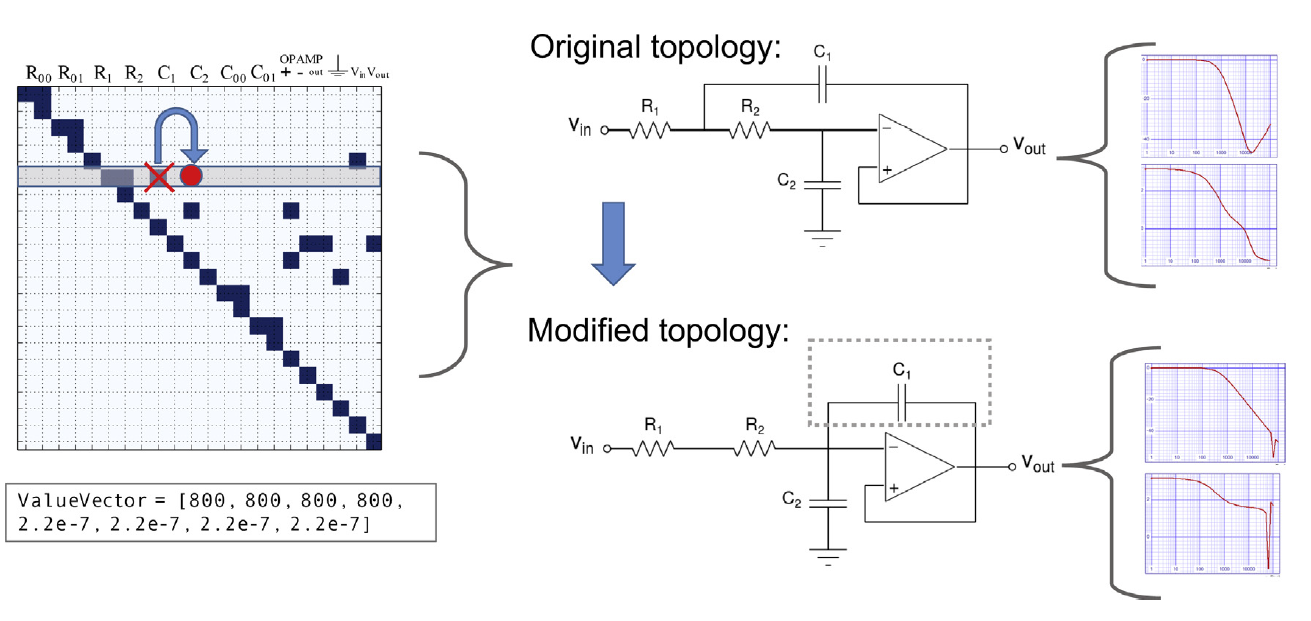 Original topology:
OPAMP
R00 R01 R1 R2 C1 C2 C00 C01 + - out Vin Vout
C1
R1 R2
Vin
−
Vout
C2
+
Modified topology:
C1
R1 R2
Vin
−
Vout
C2
+
ValueVector = [800, 800, 800, 800,
2.2e-7, 2.2e-7, 2.2e-7, 2.2e-7]